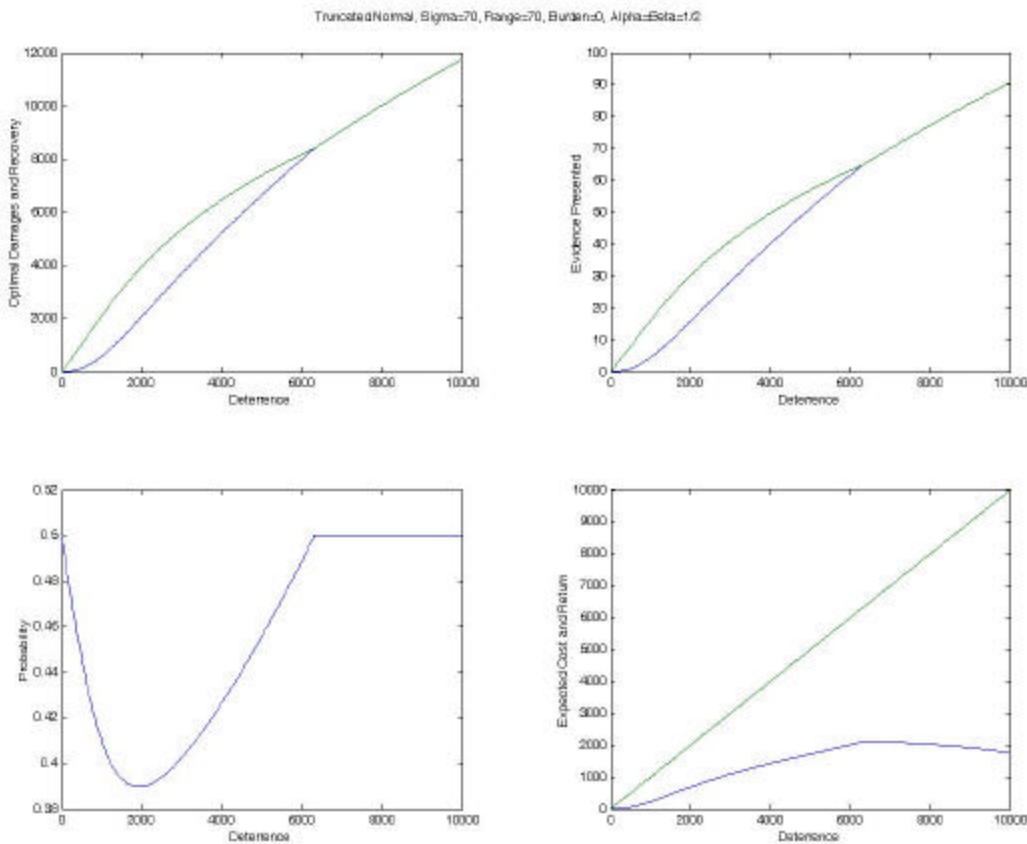 Truncated Normal, Sigma=70, Range=70, Burden=0, Alpha=Beta=1/2
12000
10000
8000
6000
4000
2000
0
Optimal Damages and Recovery
0 2000 4000 6000 8000 10000
Deterrence
100
90
80
70
60
50
40
30
20
10
0
Evidence Presented
0 2000 4000 6000 8000 10000
Deterrence
0.52
0.5
0.48
0.46
0.44
0.42
0.4
0.38
Probability
0 2000 4000 6000 8000 10000
Deterrence
10000
9000
8000
7000
6000
5000
4000
3000
2000
1000
0
Expected Cost and Return
0 2000 4000 6000 8000 10000
Deterrence